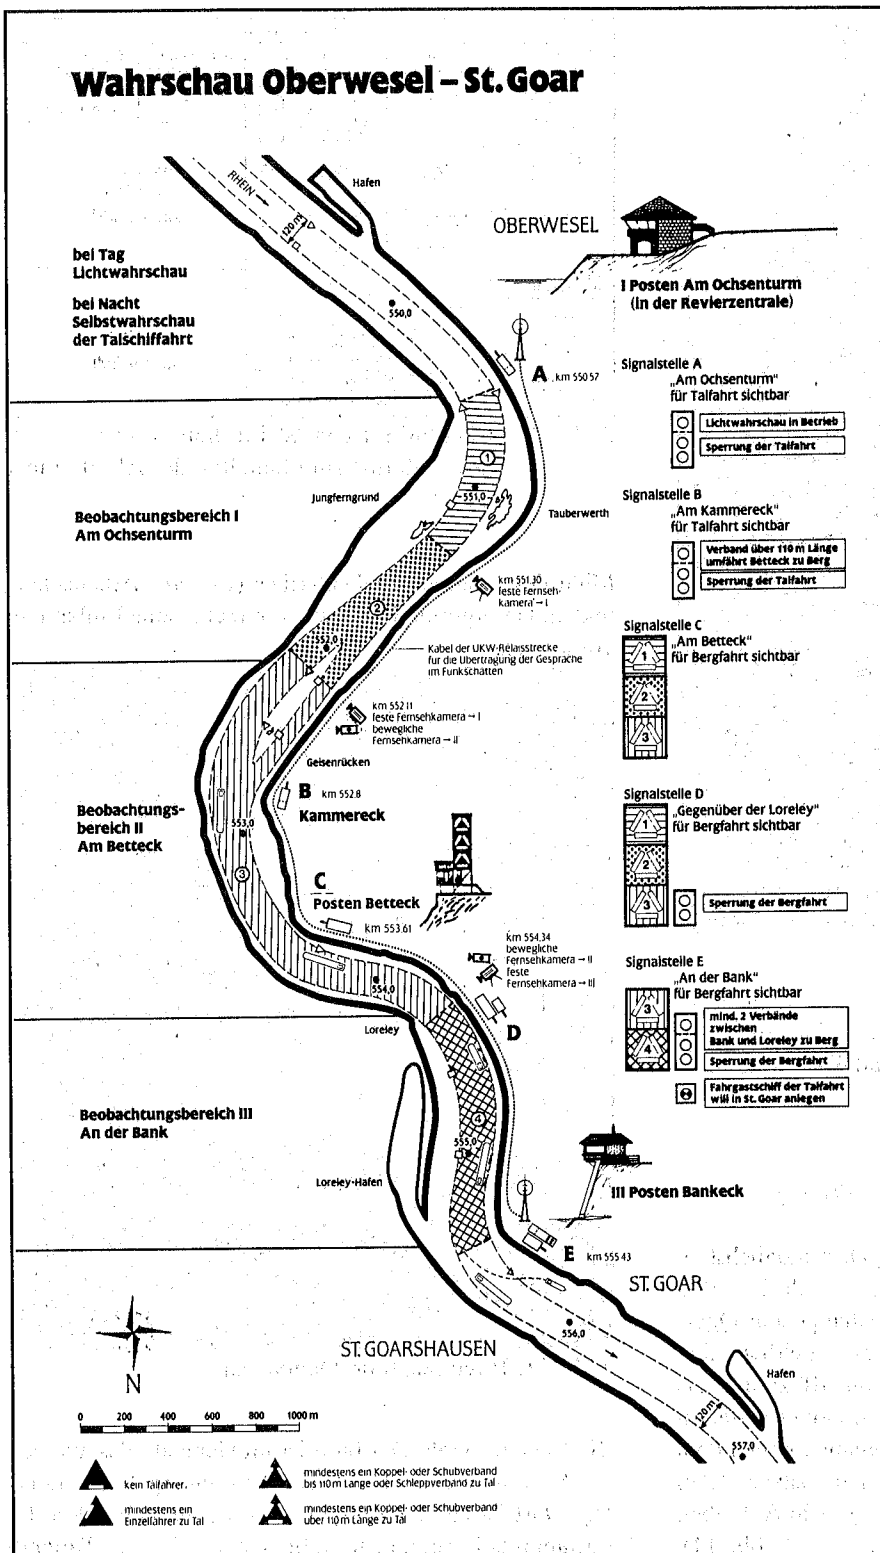 Wahrschau Oberwesel – St. Goar
RHEIN
Hafen
120 m
OBERWESEL
bei Tag
Lichtwahrschau
bei Nacht
Selbstwahrschau
der Talschiffahrt
I Posten Am Ochsenturm
(in der Revierzentrale)
550,0
A km 550 57
Signalstelle A
„Am Ochsenturm“
für Talfahrt sichtbar
Lichtwahrschau in Betrieb
Sperrung der Talfahrt
1
551,0
Jungferngrund
Tauberwerth
Beobachtungsbereich I
Am Ochsenturm
Signalstelle B
„Am Kammereck“
für Talfahrt sichtbar
Verband über 110 m Länge
umfährt Betteck zu Berg
Sperrung der Talfahrt
km 551.30
feste Fernseh-
kamera → I
2
552,0
Kabel der UKW-Relaisstrecke
für die Übertragung der Gespräche
im Funkschatten
Signalstelle C
„Am Betteck“
für Bergfahrt sichtbar
1
2
3
km 552 11
feste Fernsehkamera → I
bewegliche
Fernsehkamera → II
Geisenrücken
B km 552.8
Kammereck
Beobachtungs-
bereich II
Am Betteck
553,0
3
Signalstelle D
„Gegenüber der Loreley“
für Bergfahrt sichtbar
1
2
3
Sperrung der Bergfahrt
C
Posten Betteck
km 553.61
km 554.34
bewegliche
Fernsehkamera → II
feste
Fernsehkamera → III
554,0
Loreley
D
Signalstelle E
„An der Bank“
für Bergfahrt sichtbar
3
4
mind. 2 Verbände
zwischen
Bank und Loreley zu Berg
Sperrung der Bergfahrt
Fahrgastschiff der Talfahrt
will in St. Goar anlegen
Beobachtungsbereich III
An der Bank
4
555,0
Loreley-Hafen
III Posten Bankeck
E km 555 43
ST. GOAR
ST. GOARSHAUSEN
556,0
Hafen
120 m
557,0
N
0 200 400 600 800 1000 m
kein Talfahrer
mindestens ein
Einzelfahrer zu Tal
mindestens ein Koppel- oder Schubverband
bis 110 m Länge oder Schleppverband zu Tal
mindestens ein Koppel- oder Schubverband
über 110 m Länge zu Tal